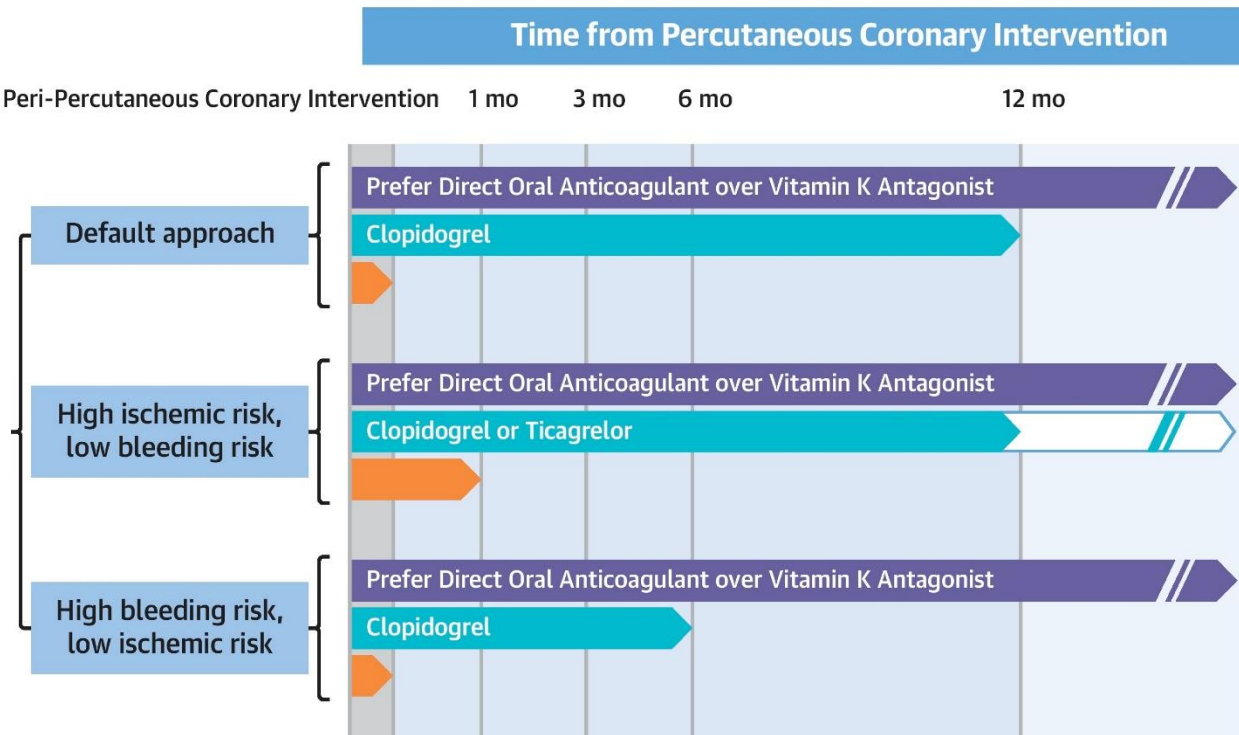 Time from Percutaneous Coronary Intervention
Peri-Percutaneous Coronary Intervention 1 mo 3 mo 6 mo 12 mo
Default approach
Prefer Direct Oral Anticoagulant over Vitamin K Antagonist
Clopidogrel
High ischemic risk,
low bleeding risk
Prefer Direct Oral Anticoagulant over Vitamin K Antagonist
Clopidogrel or Ticagrelor
High bleeding risk,
low ischemic risk
Prefer Direct Oral Anticoagulant over Vitamin K Antagonist
Clopidogrel